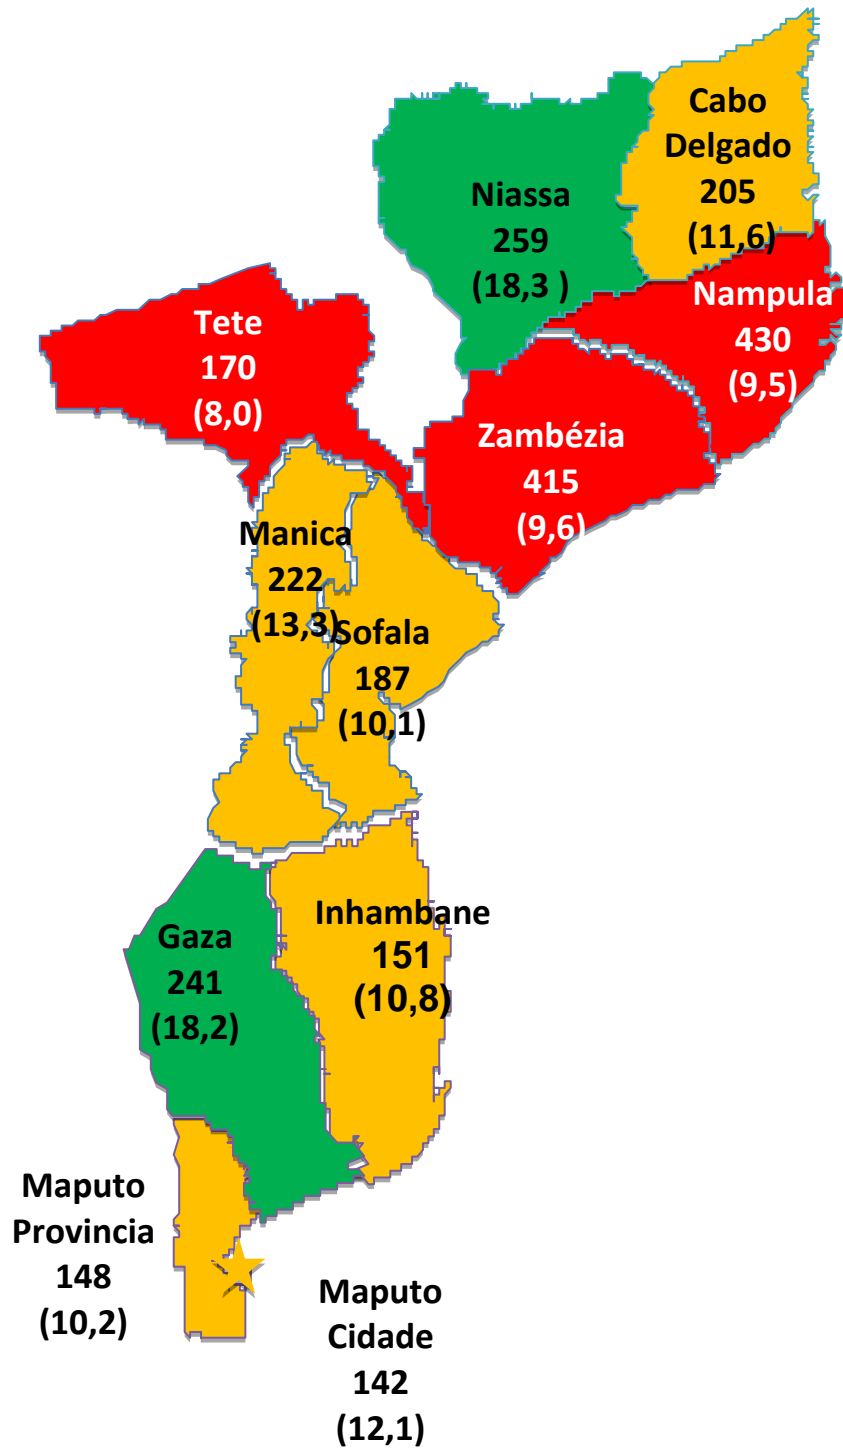 Cabo
Delgado
205
(11,6)
Niassa
259
(18,3 )
Nampula
430
(9,5)
Tete
170
(8,0)
Zambézia
415
(9,6)
Manica
222
(13,3)
Sofala
187
(10,1)
Inhambane
151
(10,8)
Gaza
241
(18,2)
Maputo
Provincia
148
(10,2)
Maputo
Cidade
142
(12,1)